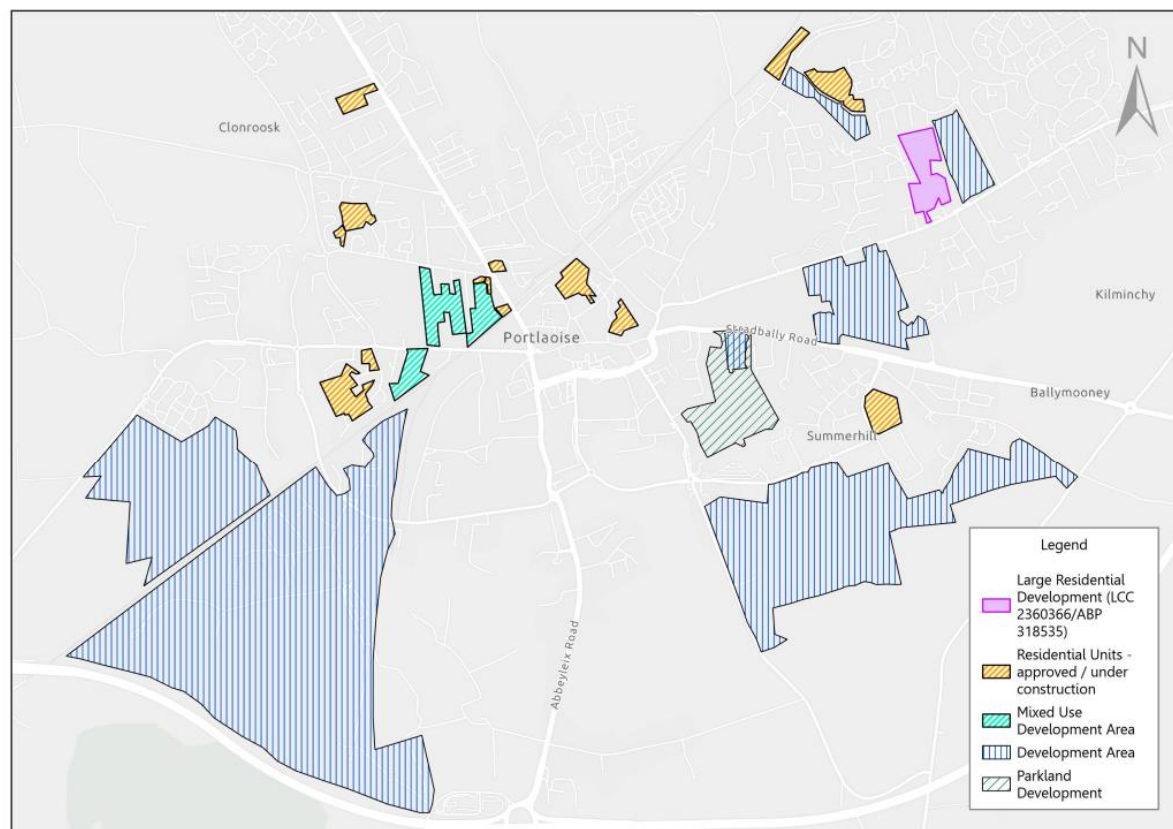 N
Clonroosk
Kilminchy
Portlaoise
Stradbally Road
Ballymooney
Summerhill
Abbeyleix Road
Legend
Large Residential
Development (LCC
2360366/ABP
318535)
Residential Units -
approved / under
construction
Mixed Use
Development Area
Development Area
Parkland
Development